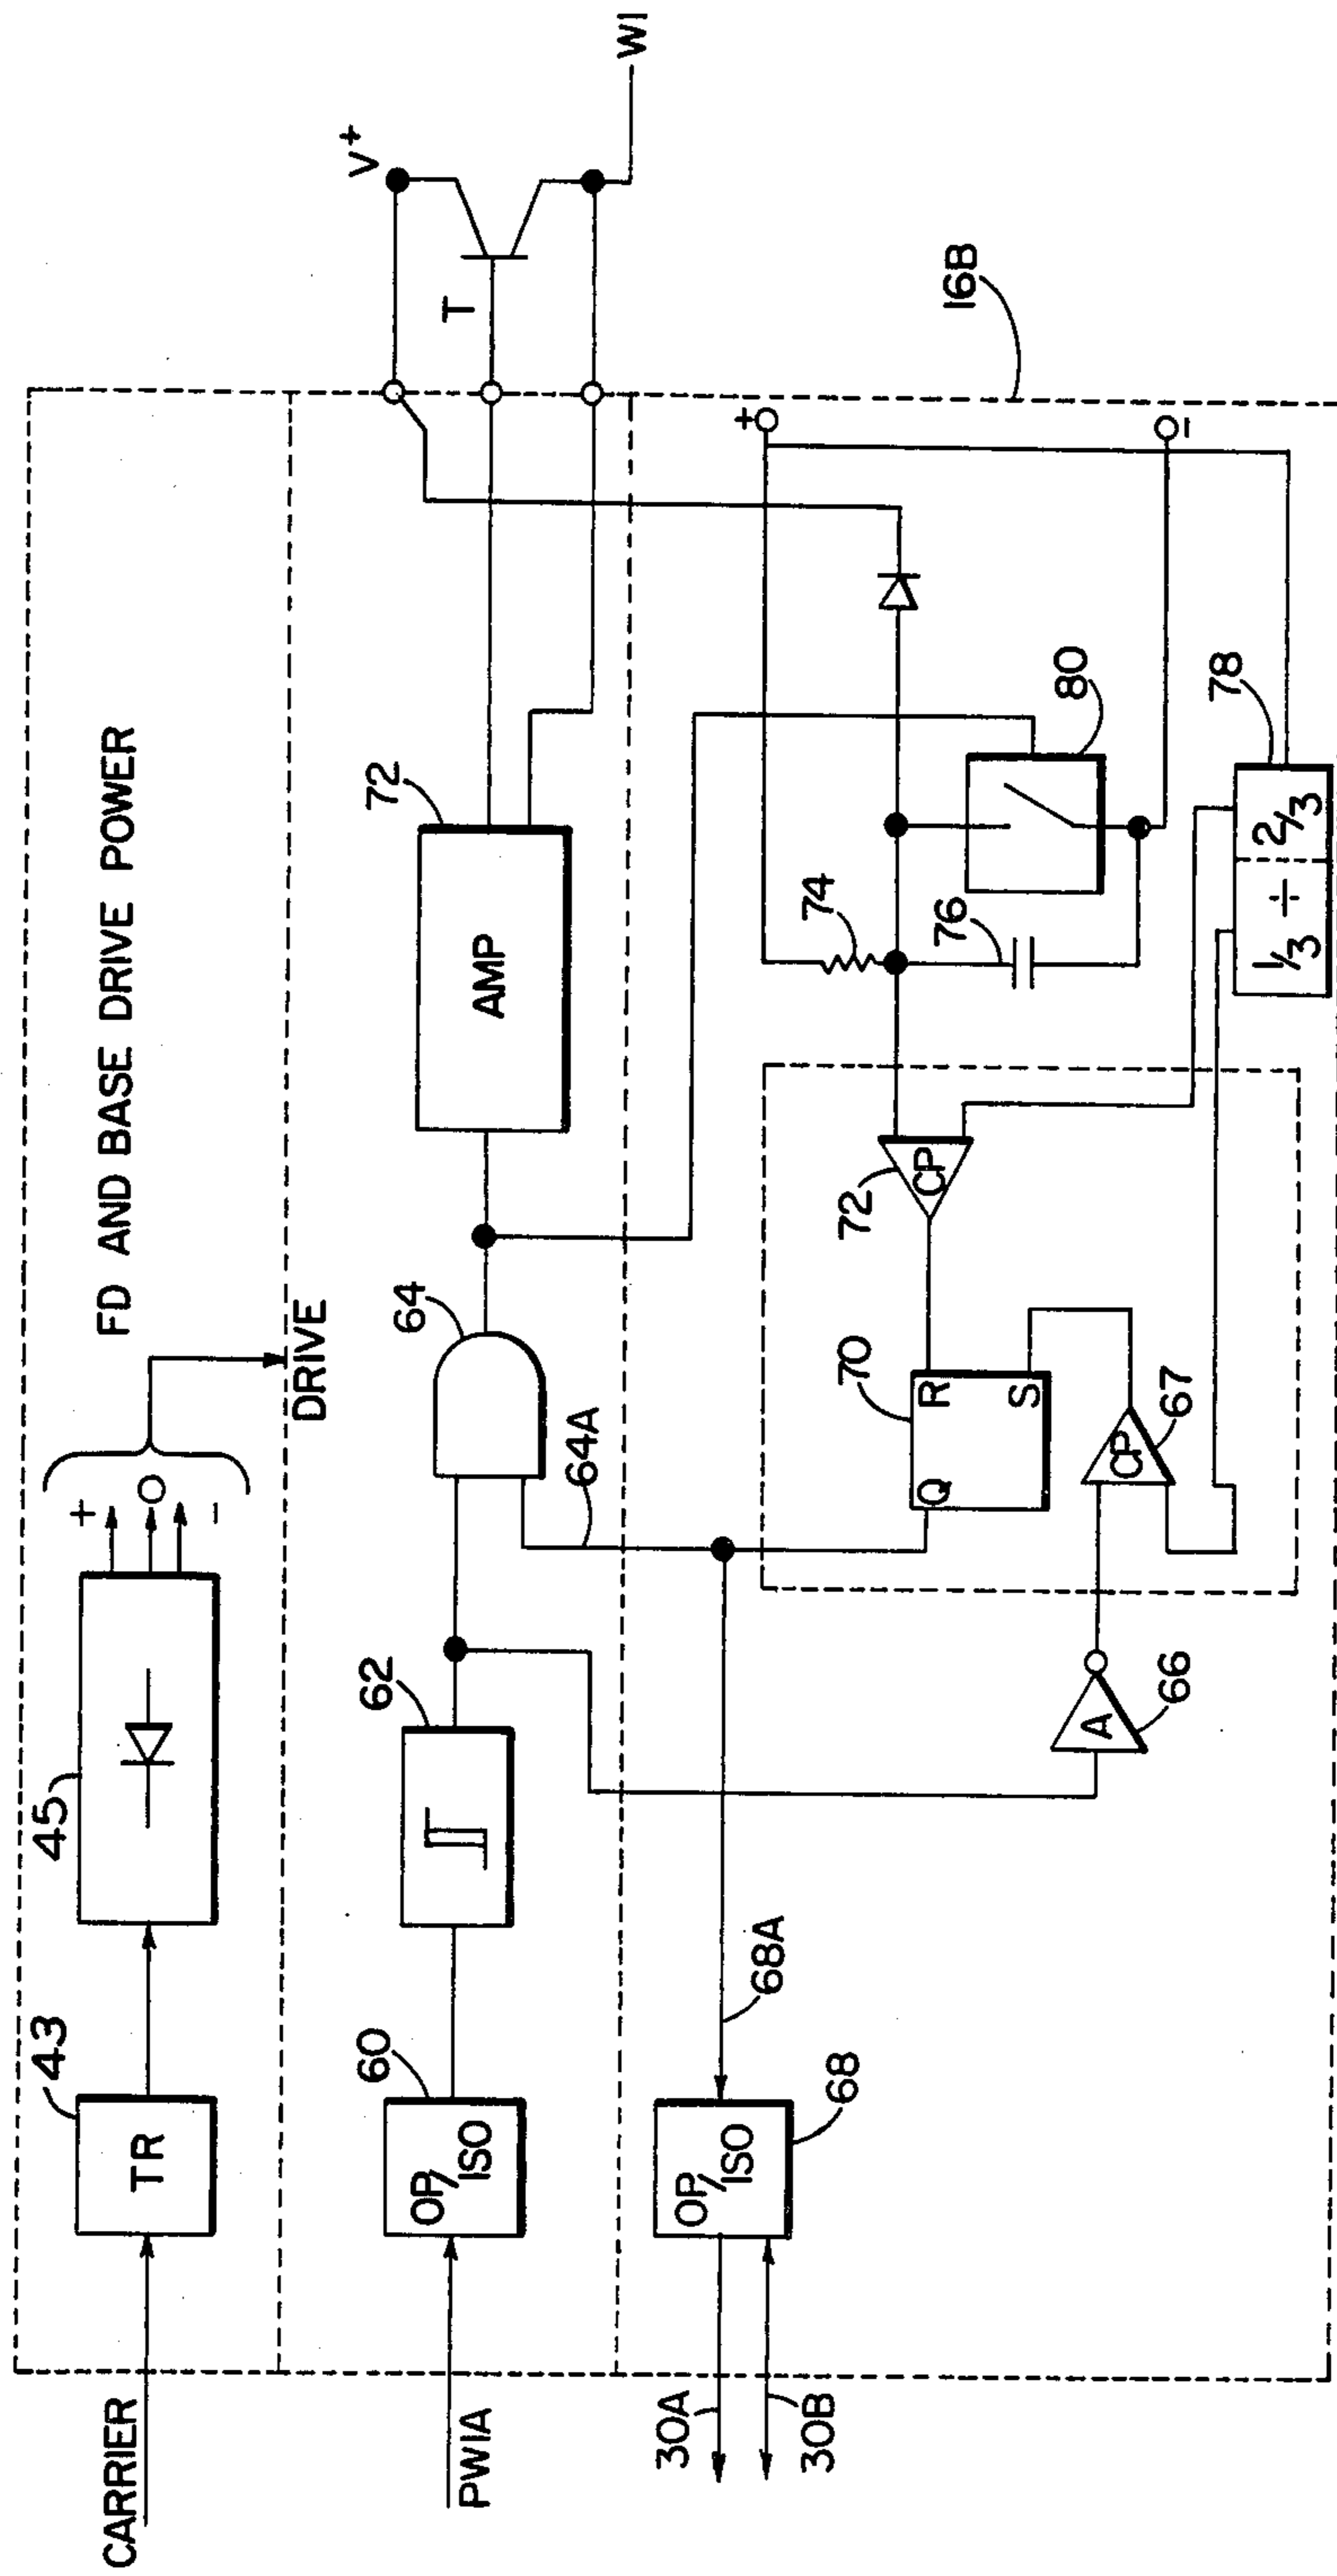 CARRIER
43
TR
45
+
O
-
FD AND BASE DRIVE POWER
DRIVE
PW1A
60
OP/ISO
62
64
64A
72
AMP
T
V+
W1
30A
30B
OP/ISO
68
68A
A
66
70
Q
R
S
CP
67
72
CP
74
76
80
+
-
16B
78
1/3 ÷ 2/3